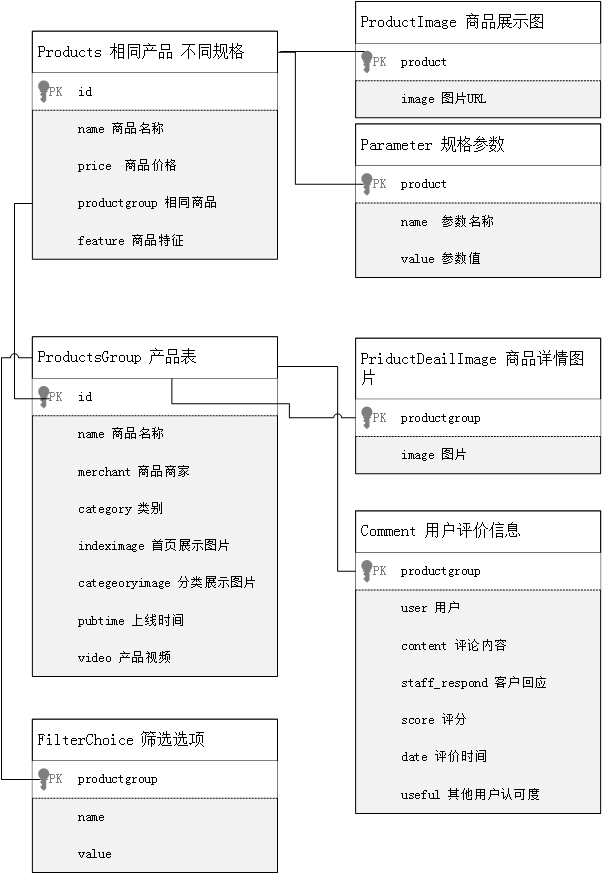 Products 相同产品 不同规格
PK id
name 商品名称
price 商品价格
productgroup 相同商品
feature 商品特征
ProductImage 商品展示图
PK product
image 图片URL
Parameter 规格参数
PK product
name 参数名称
value 参数值
ProductsGroup 产品表
PK id
name 商品名称
merchant 商品商家
category 类别
indeximage 首页展示图片
categeoryimage 分类展示图片
pubtime 上线时间
video 产品视频
PriductDeailImage 商品详情图
片
PK productgroup
image 图片
Comment 用户评价信息
PK productgroup
user 用户
content 评论内容
staff_respond 客户回应
score 评分
date 评价时间
useful 其他用户认可度
FilterChoice 筛选选项
PK productgroup
name
value